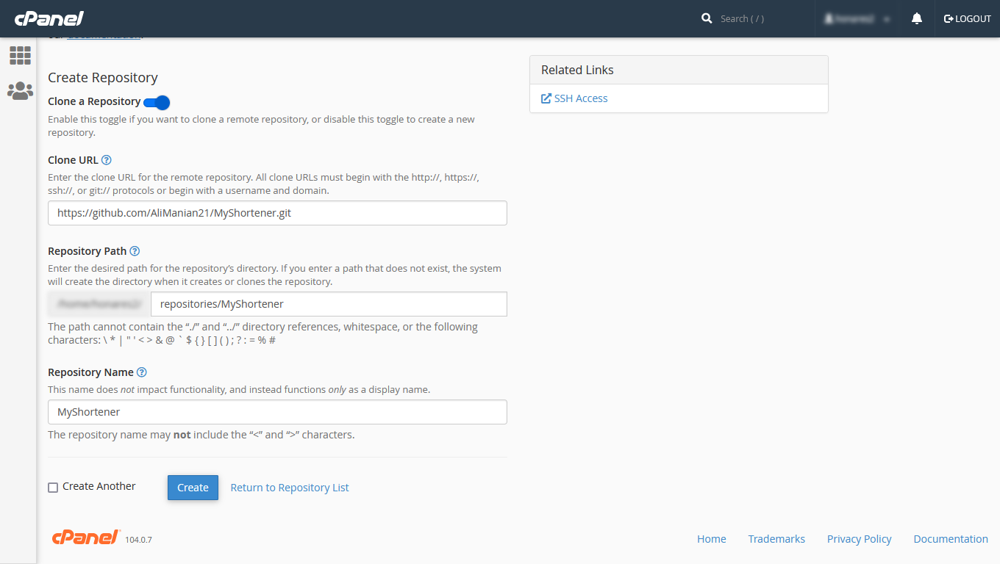 cPanel
Search ( / )
LOGOUT
Create Repository
Clone a Repository
Enable this toggle if you want to clone a remote repository, or disable this toggle to create a new
repository.
Clone URL
Enter the clone URL for the remote repository. All clone URLs must begin with the http://, https://,
ssh://, or git:// protocols or begin with a username and domain.
https://github.com/AliManian21/MyShortener.git
Repository Path
Enter the desired path for the repository’s directory. If you enter a path that does not exist, the system
will create the directory when it creates or clones the repository.
repositories/MyShortener
The path cannot contain the “./” and “../” directory references, whitespace, or the following
characters: \ * | " ' < > & @ ` $ { } [ ] ( ) ; ? : = % #
Repository Name
This name does not impact functionality, and instead functions only as a display name.
MyShortener
The repository name may not include the “<” and “>” characters.
Create Another
Create
Return to Repository List
Related Links
SSH Access
cPanel 104.0.7
Home
Trademarks
Privacy Policy
Documentation